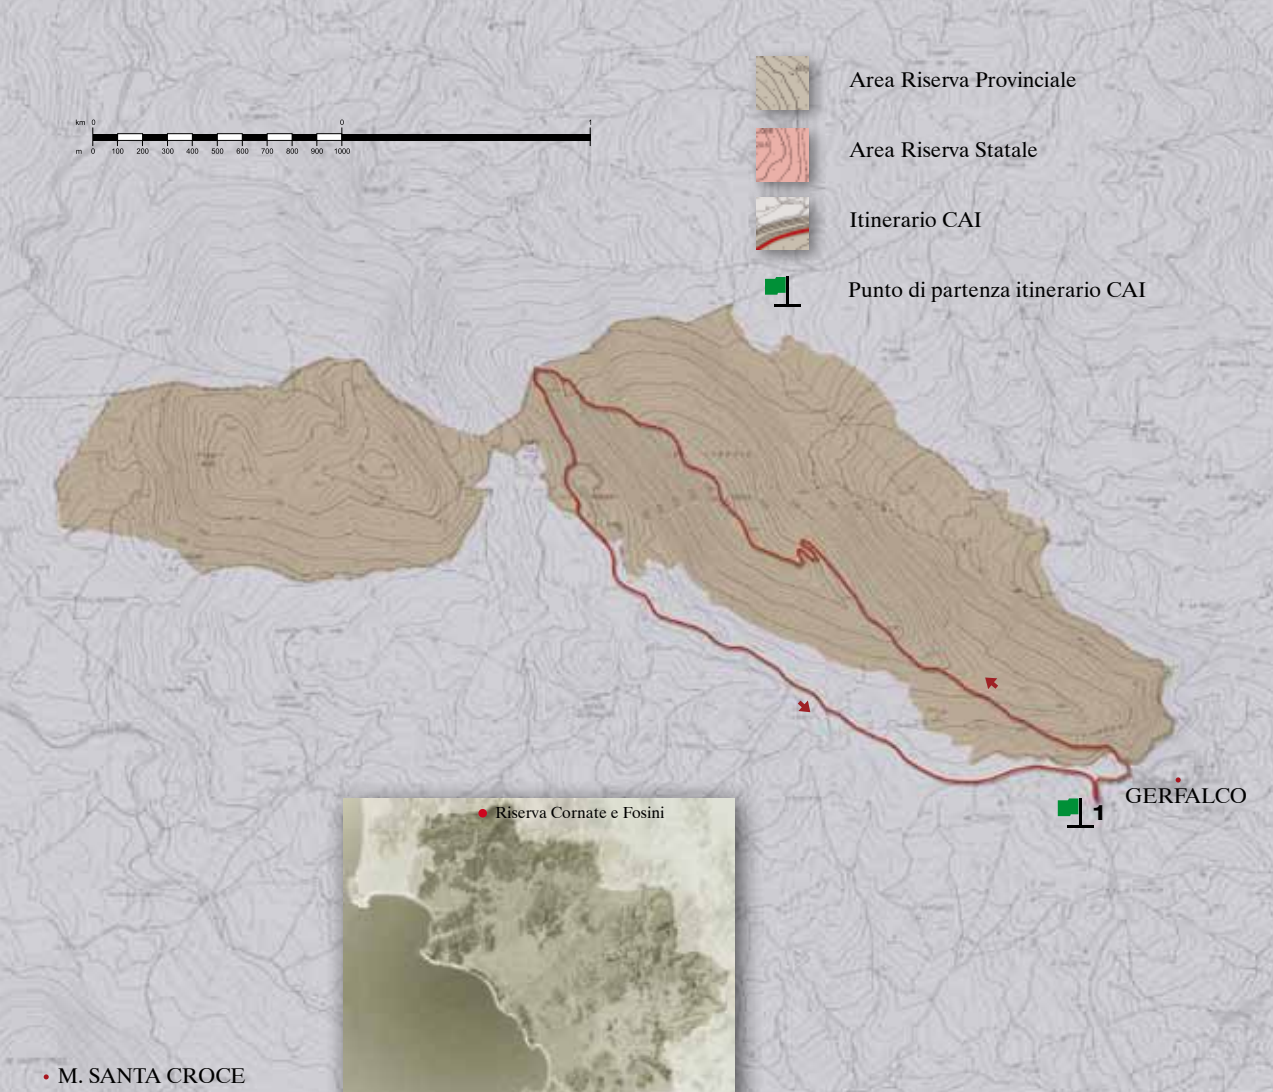 Area Riserva Provinciale
km 0 0 1
m 0 100 200 300 400 500 600 700 800 900 1000
Area Riserva Statale
Itinerario CAI
Punto di partenza itinerario CAI
GERFALCO
1
Riserva Cornate e Fosini
M. SANTA CROCE